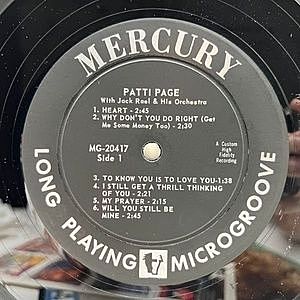 MERCURY
PATTI PAGE
With Jack Rael & His Orchestra
1. HEART - 2:45
2. WHY DON'T YOU DO RIGHT (Get
Me Some Money Too) - 2:30
MG-20417
Side 1
A Custom
High
Fidelity
Recording
3. TO KNOW YOU IS TO LOVE YOU-1:38
4. I STILL GET A THRILL THINKING
OF YOU - 2:21
5. MY PRAYER - 2:15
6. WILL YOU STILL BE
MINE - 2:45
LONG PLAYING MICROGROOVE